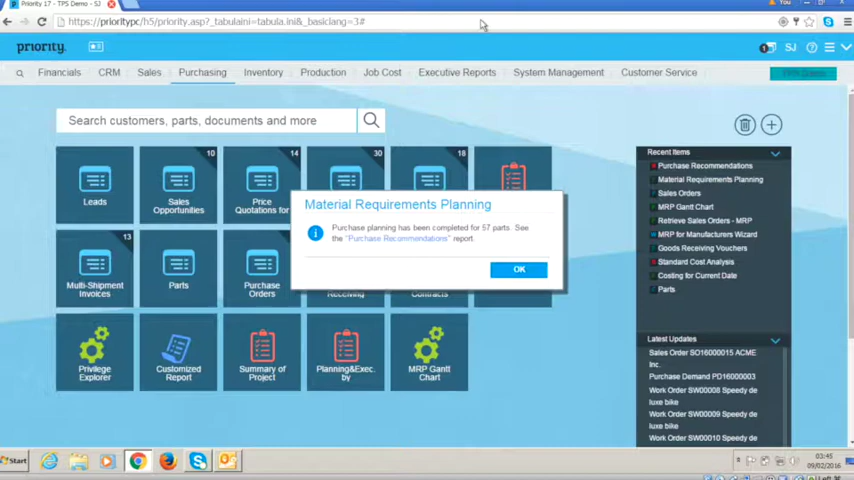 Priority 17 - TPS Demo - SJ
You
https://prioritypc/h5/priority.asp?_tabulaini=tabula.ini&_basiclang=3#
priority.
1
SJ
Financials
CRM
Sales
Purchasing
Inventory
Production
Job Cost
Executive Reports
System Management
Customer Service
Search customers, parts, documents and more
10
14
30
18
Leads
Sales
Opportunities
Price
Quotations for
Material Requirements Planning
Purchase planning has been completed for 57 parts. See
the "Purchase Recommendations" report
OK
13
Multi-Shipment
Invoices
Parts
Purchase
Orders
Receiving
Contracts
Privilege
Explorer
Customized
Report
Summary of
Project
Planning&Exec.
by
MRP Gantt
Chart
Recent Items
Purchase Recommendations
Material Requirements Planning
Sales Orders
MRP Gantt Chart
Retrieve Sales Orders - MRP
MRP for Manufacturers Wizard
Goods Receiving Vouchers
Standard Cost Analysis
Costing for Current Date
Parts
Latest Updates
Sales Order SO16000015 ACME
Inc.
Purchase Demand PD16000003
Work Order SW00008 Speedy de
luxe bike
Work Order SW00009 Speedy de
luxe bike
Work Order SW00010 Speedy de
Start
03:45
09/02/2016
Left